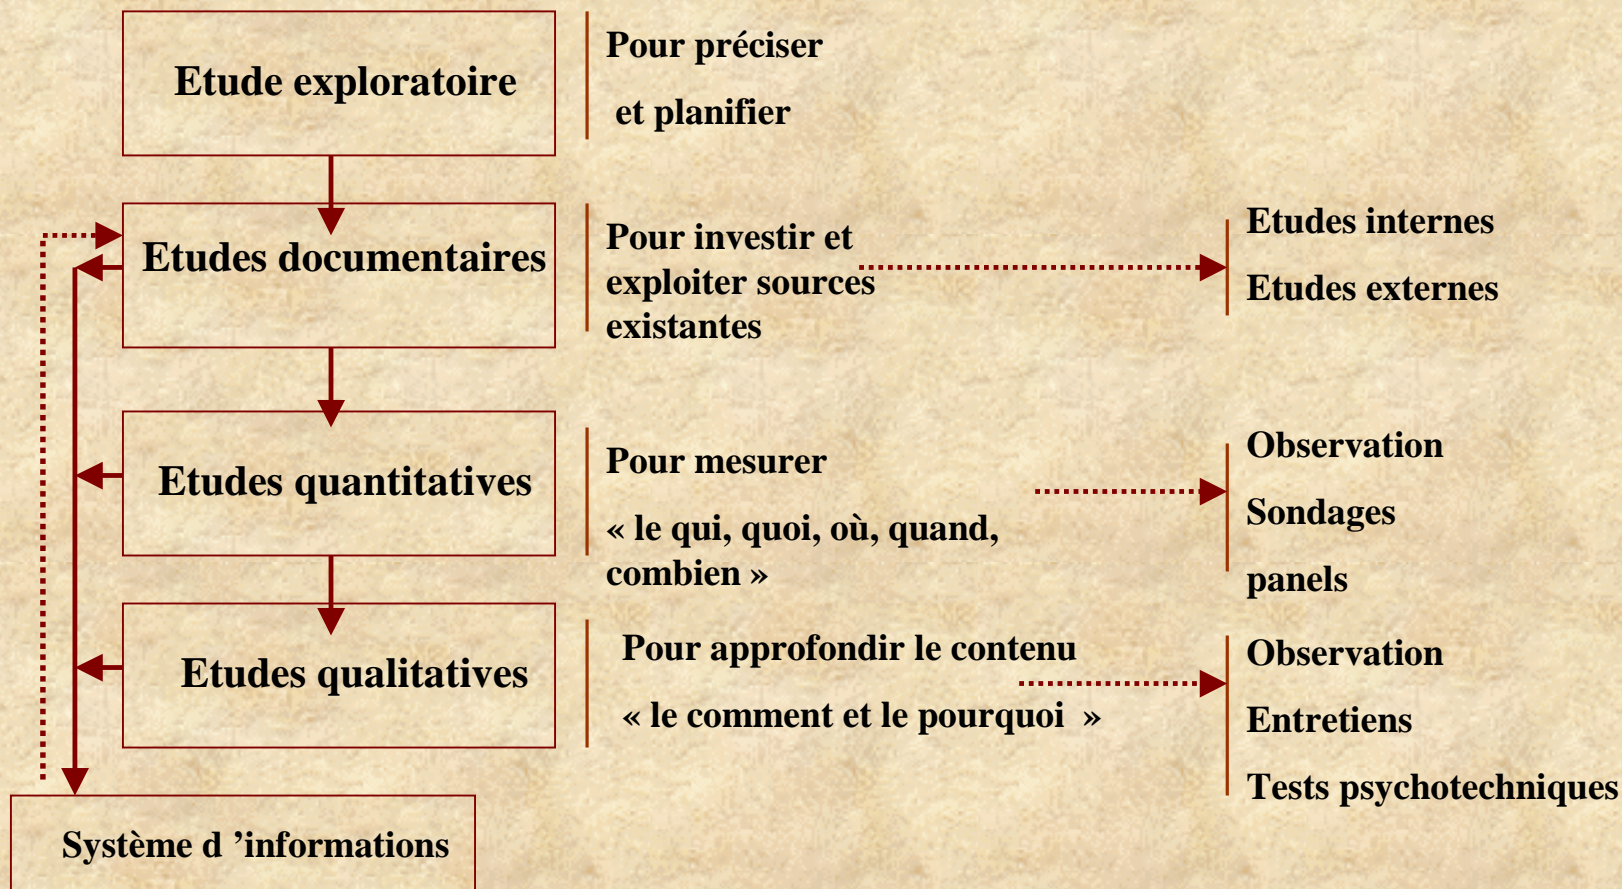 Etude exploratoire
Pour préciser
et planifier
Etudes documentaires
Pour investir et
exploiter sources
existantes
Etudes internes
Etudes externes
Etudes quantitatives
Pour mesurer
« le qui, quoi, où, quand,
combien »
Observation
Sondages
panels
Etudes qualitatives
Pour approfondir le contenu
« le comment et le pourquoi  »
Observation
Entretiens
Tests psychotechniques
Système d ’informations